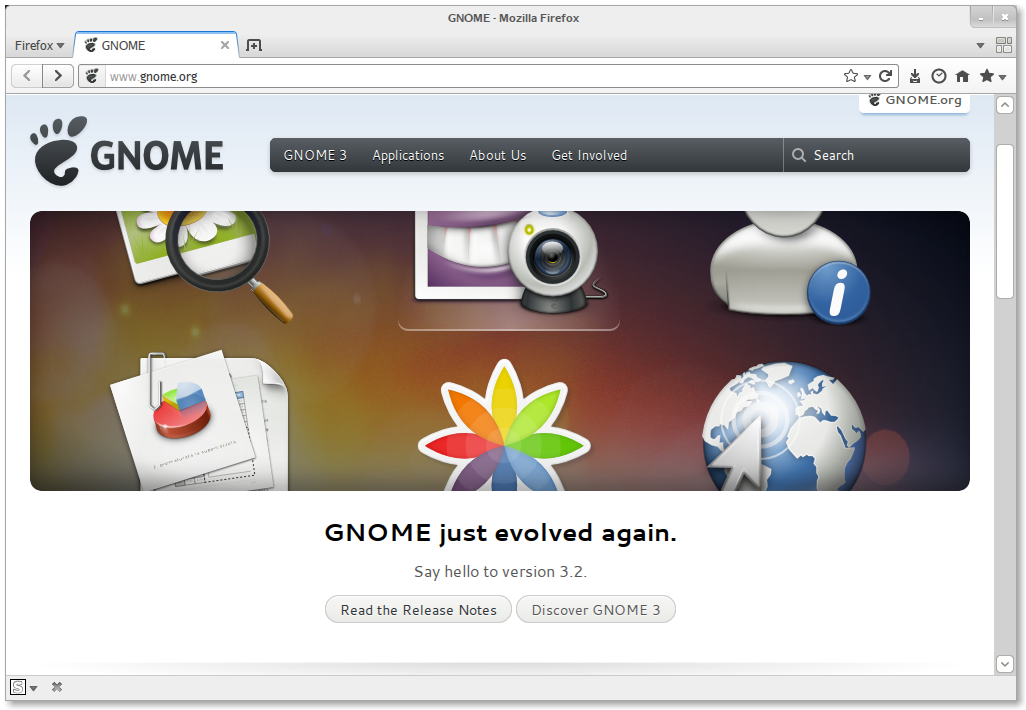 GNOME - Mozilla Firefox
Firefox
GNOME
www.gnome.org
GNOME.org
GNOME
GNOME 3 Applications About Us Get Involved Search
GNOME just evolved again.
Say hello to version 3.2.
Read the Release Notes Discover GNOME 3
S